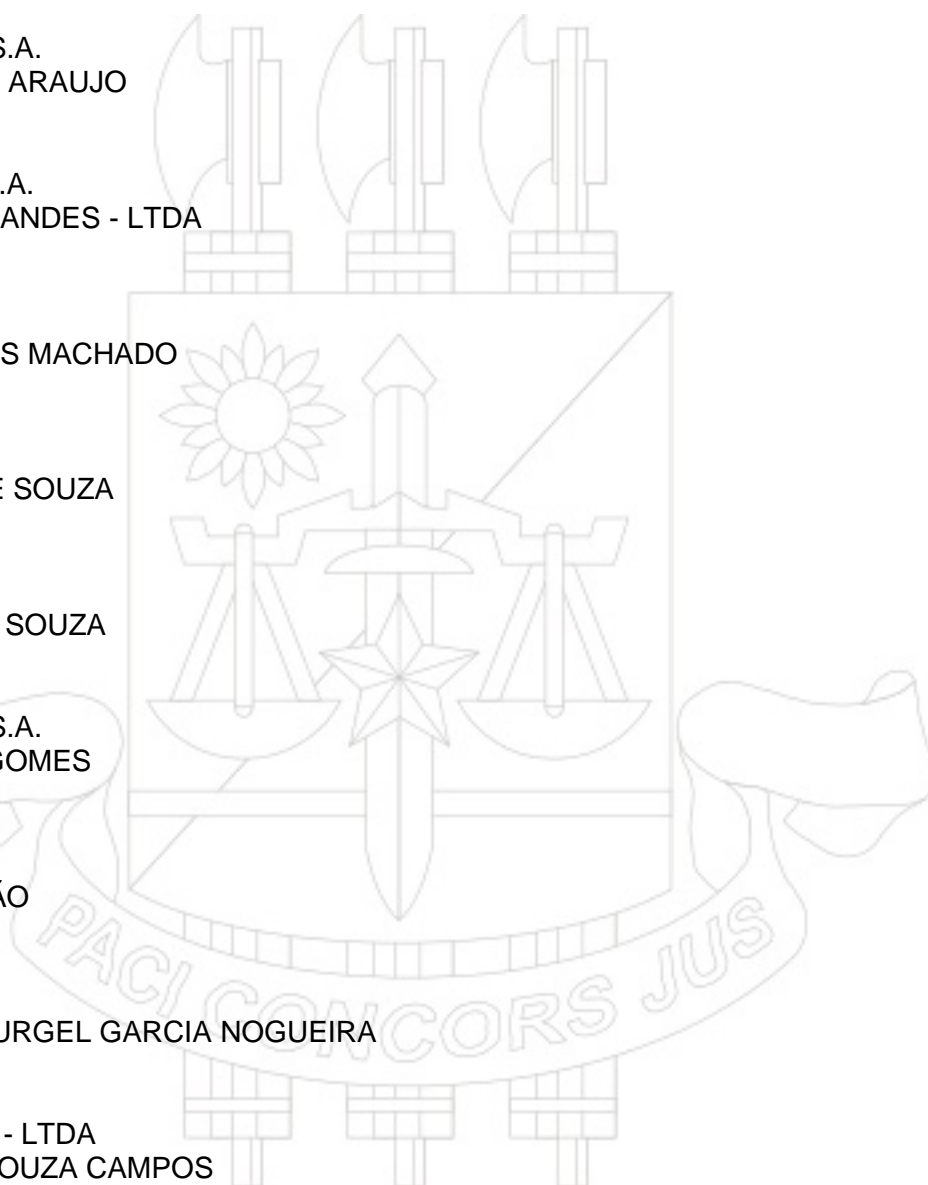 S.A.
ARAUJO
.A.
ANDES - LTDA
S MACHADO
E SOUZA
SOUZA
S.A.
GOMES
ÃO
URGEL GARCIA NOGUEIRA
- LTDA
OUZA CAMPOS
PACI CONCORS JUS